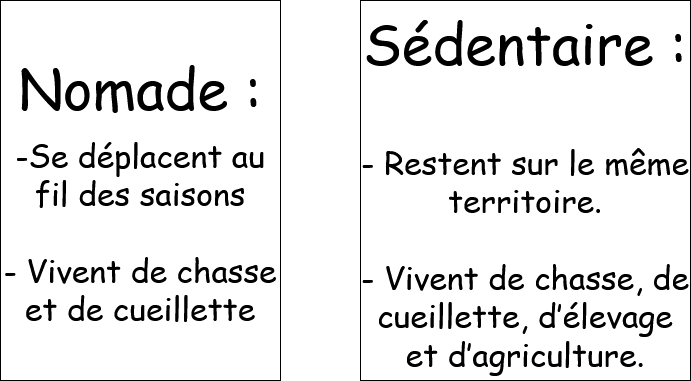 Nomade :
-Se déplacent au
fil des saisons
- Vivent de chasse
et de cueillette
Sédentaire :
- Restent sur le même
territoire.
- Vivent de chasse, de
cueillette, d’élevage
et d’agriculture.